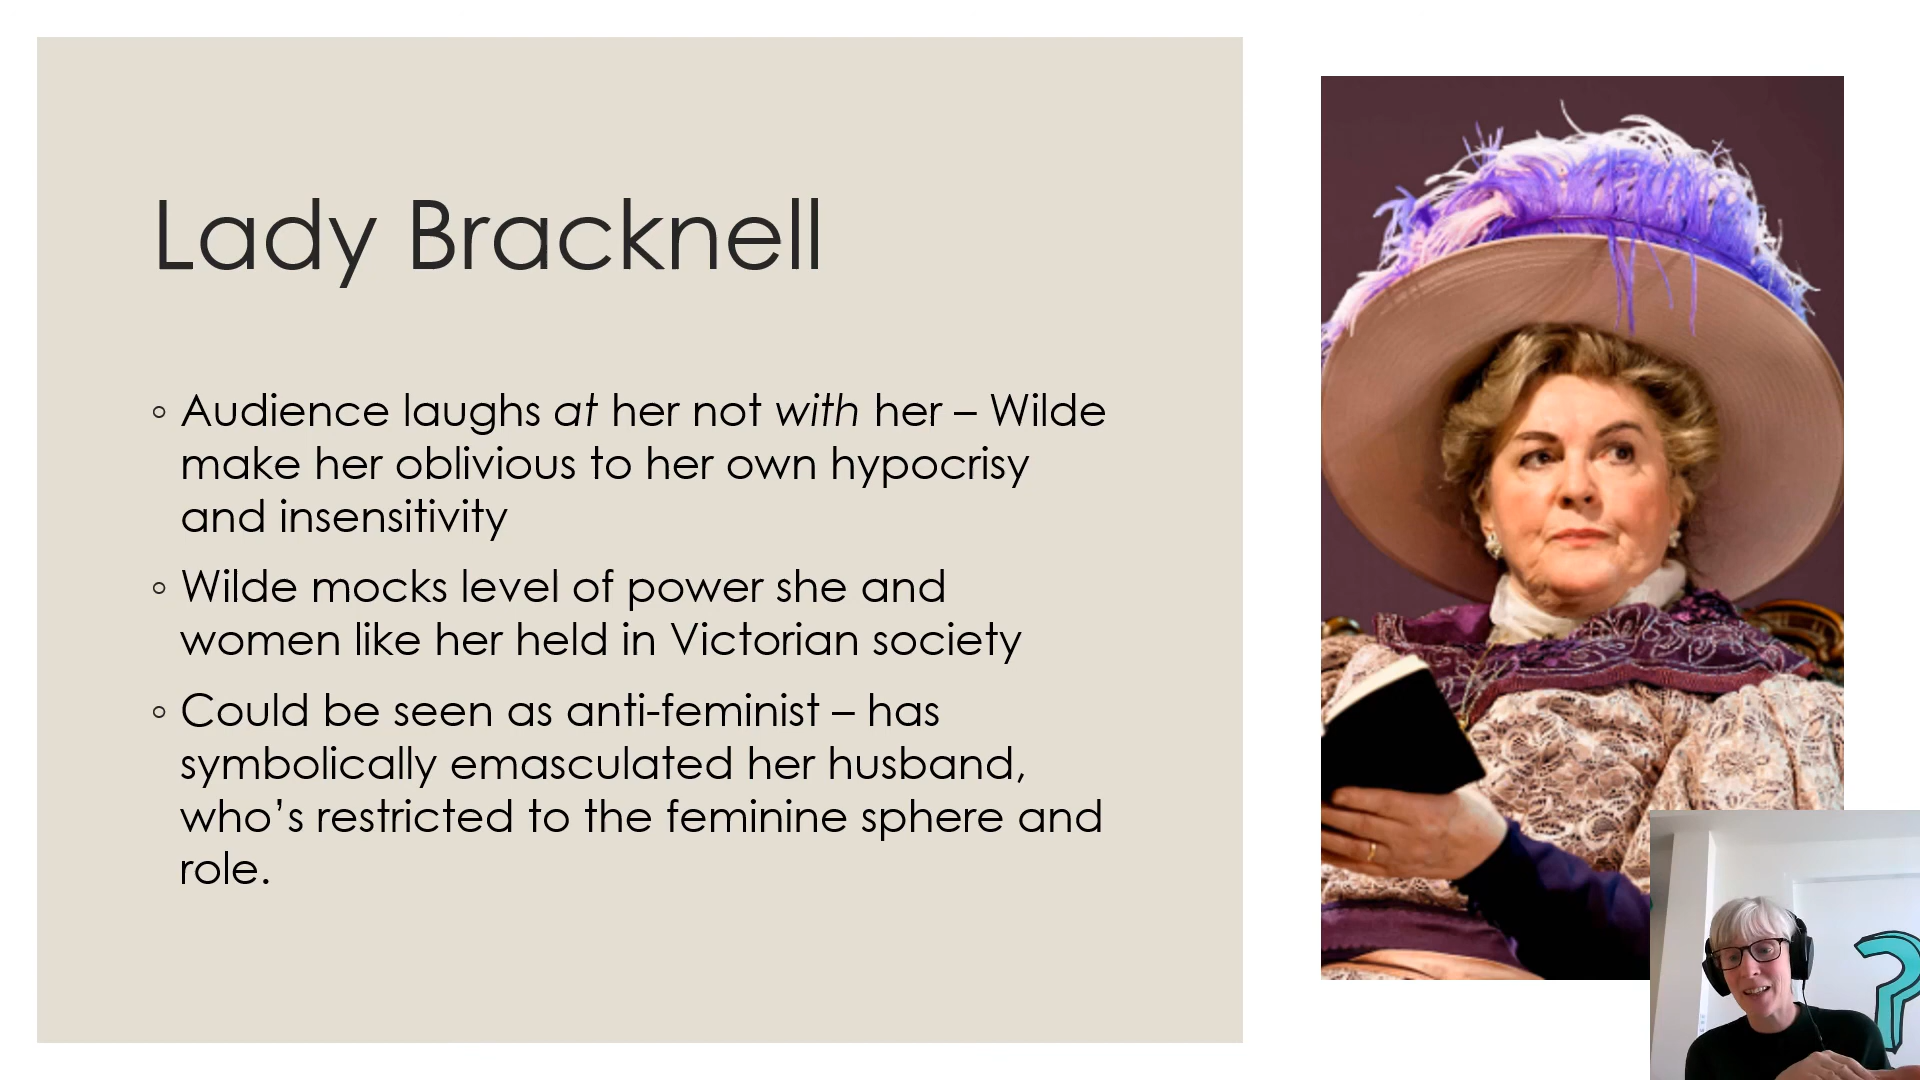 Lady Bracknell
◦ Audience laughs at her not with her – Wilde
make her oblivious to her own hypocrisy
and insensitivity
◦ Wilde mocks level of power she and
women like her held in Victorian society
◦ Could be seen as anti-feminist – has
symbolically emasculated her husband,
who’s restricted to the feminine sphere and
role.
?